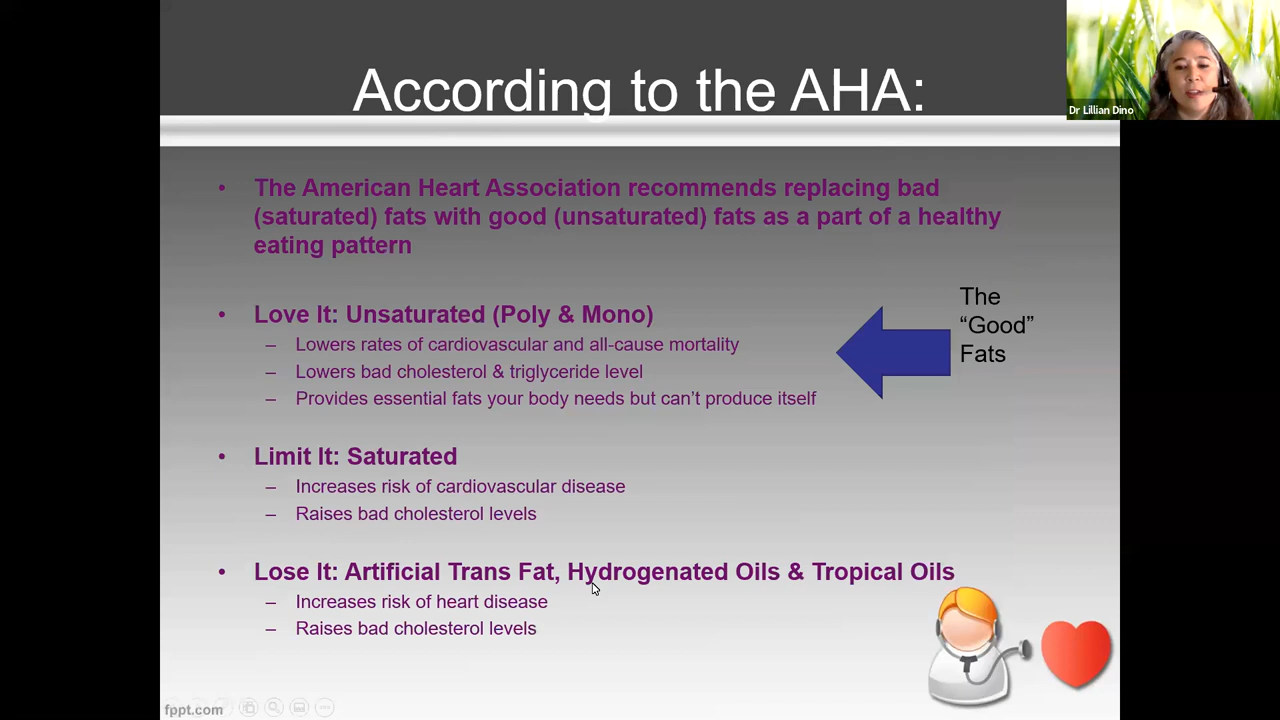 According to the AHA:
Dr Lillian Dino
• The American Heart Association recommends replacing bad
(saturated) fats with good (unsaturated) fats as a part of a healthy
eating pattern
• Love It: Unsaturated (Poly & Mono)
– Lowers rates of cardiovascular and all-cause mortality
– Lowers bad cholesterol & triglyceride level
– Provides essential fats your body needs but can’t produce itself
The
“Good”
Fats
• Limit It: Saturated
– Increases risk of cardiovascular disease
– Raises bad cholesterol levels
• Lose It: Artificial Trans Fat, Hydrogenated Oils & Tropical Oils
– Increases risk of heart disease
– Raises bad cholesterol levels
fppt.com